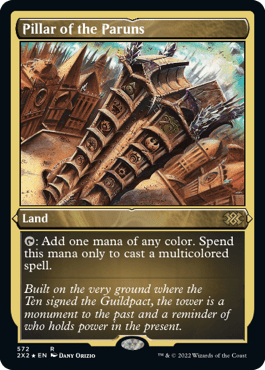 Pillar of the Paruns
Land
: Add one mana of any color. Spend
this mana only to cast a multicolored
spell.
Built on the very ground where the
Ten signed the Guildpact, the tower is a
monument to the past and a reminder of
who holds power in the present.
572 R
2X2 ★ EN Dany Orizio
™ & © 2022 Wizards of the Coast